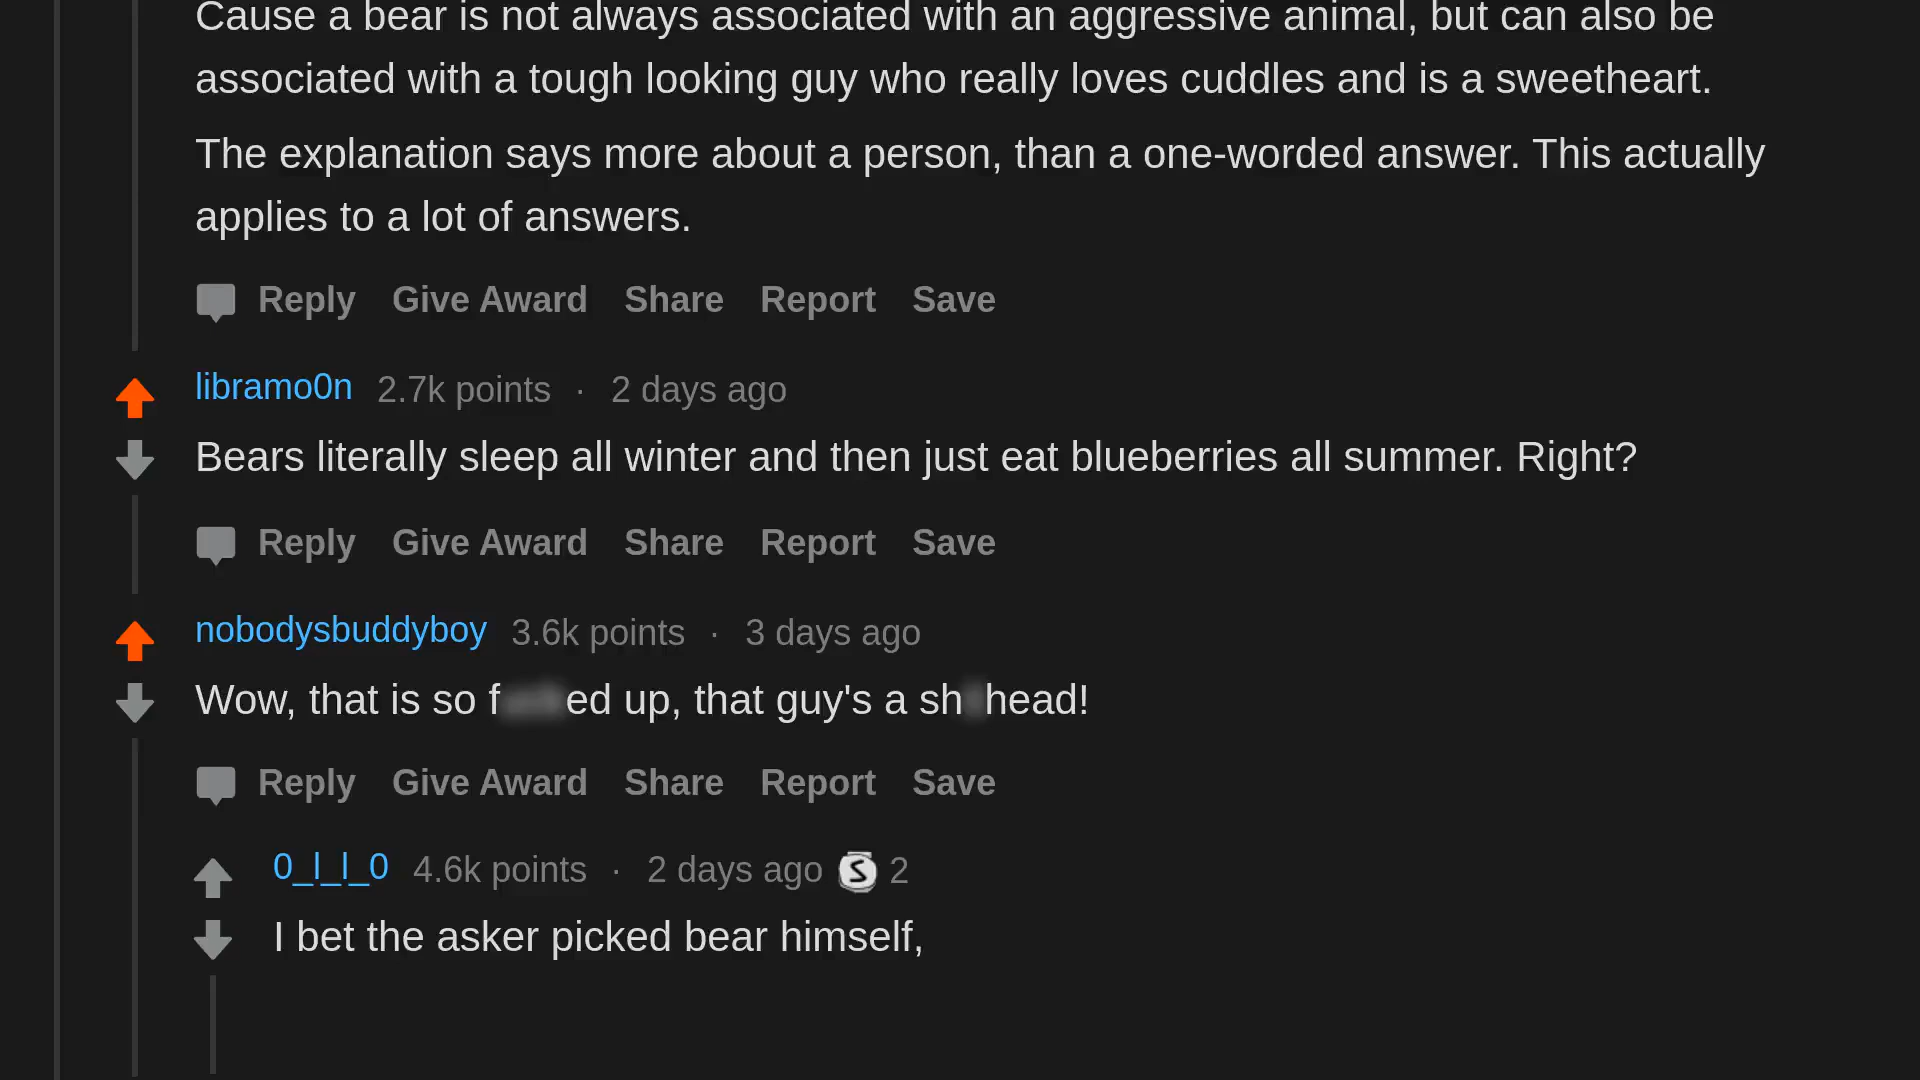 Cause a bear is not always associated with an aggressive animal, but can also be
associated with a tough looking guy who really loves cuddles and is a sweetheart.
The explanation says more about a person, than a one-worded answer. This actually
applies to a lot of answers.
Reply Give Award Share Report Save
libramo0n 2.7k points · 2 days ago
Bears literally sleep all winter and then just eat blueberries all summer. Right?
Reply Give Award Share Report Save
nobodysbuddyboy 3.6k points · 3 days ago
Wow, that is so f ed up, that guy's a sh head!
Reply Give Award Share Report Save
0_l_l_0 4.6k points · 2 days ago S 2
I bet the asker picked bear himself,